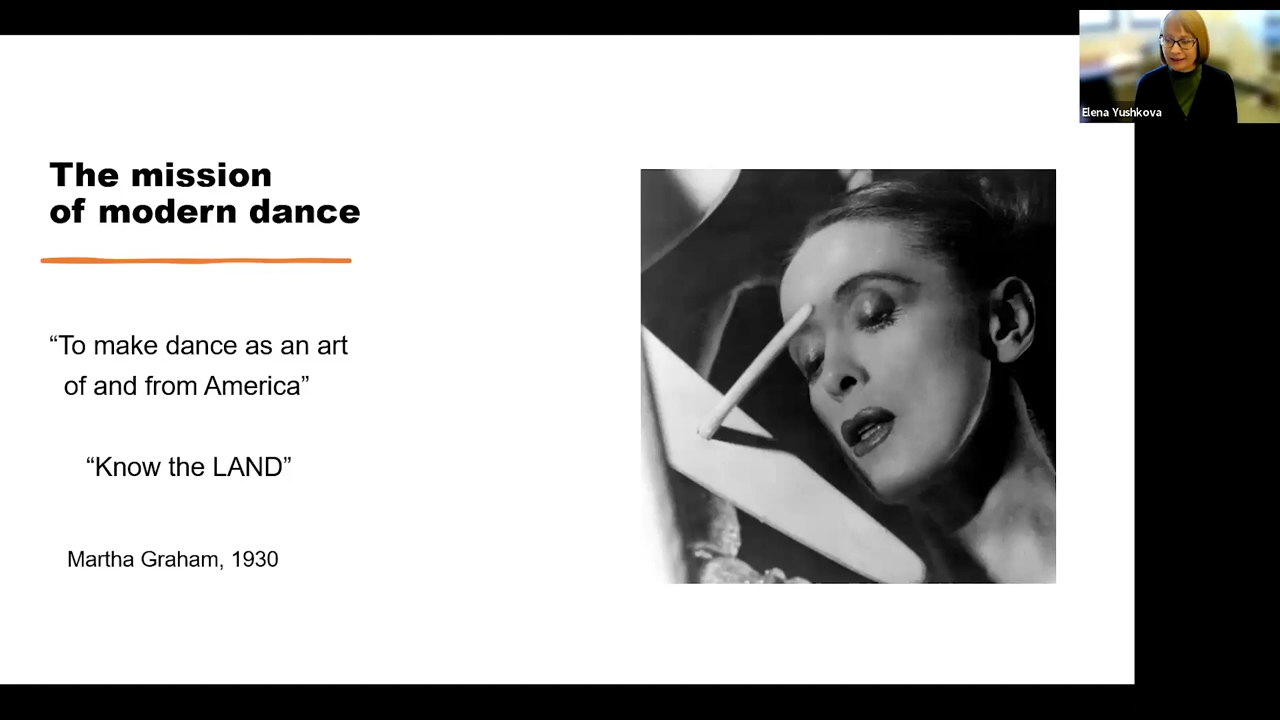 Elena Yushkova
The mission
of modern dance
“To make dance as an art
of and from America”
“Know the LAND”
Martha Graham, 1930